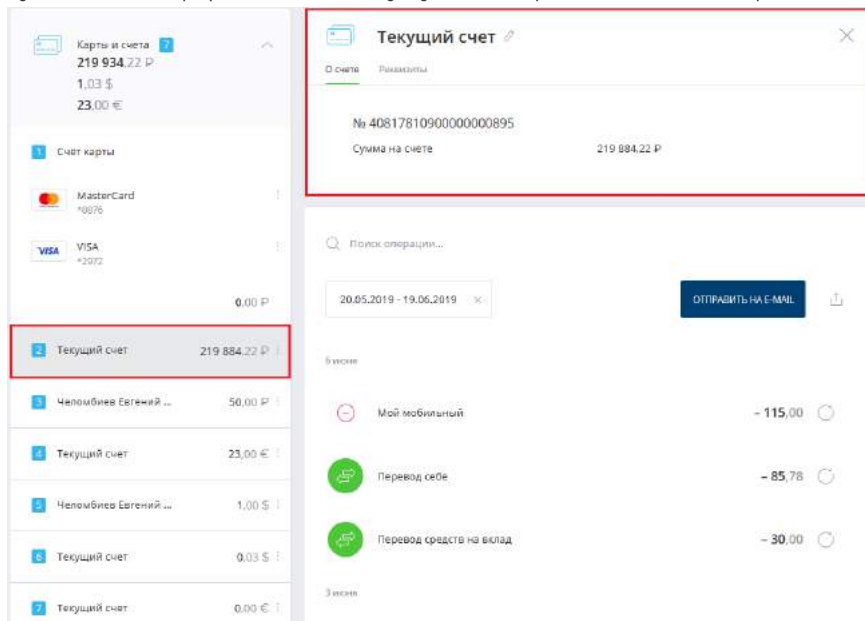 Карты и счета 7
219 934,22 ₽
1,03 $
23,00 €
1 Счёт карты
MasterCard
*0876
VISA VISA
*2972
0,00 ₽
2 Текущий счет 219 884,22 ₽
3 Челомбиев Евгений ... 50,00 ₽
4 Текущий счет 23,00 €
5 Челомбиев Евгений ... 1,00 $
6 Текущий счет 0,03 $
7 Текущий счет 0,00 €
Текущий счет
О счете Реквизиты
№ 40817810900000000895
Сумма на счете 219 884,22 ₽
Поиск операции...
20.05.2019 - 19.06.2019 ×
ОТПРАВИТЬ НА E-MAIL
6 июня
Мой мобильный – 115,00
Перевод себе – 85,78
Перевод средств на вклад – 30,00
3 июня